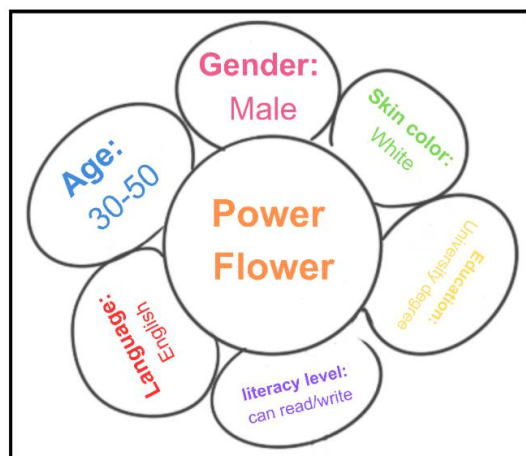 Gender:
Male
Skin color:
White
Education:
University degree
literacy level:
can read/write
Language:
English
Age:
30-50
Power
Flower